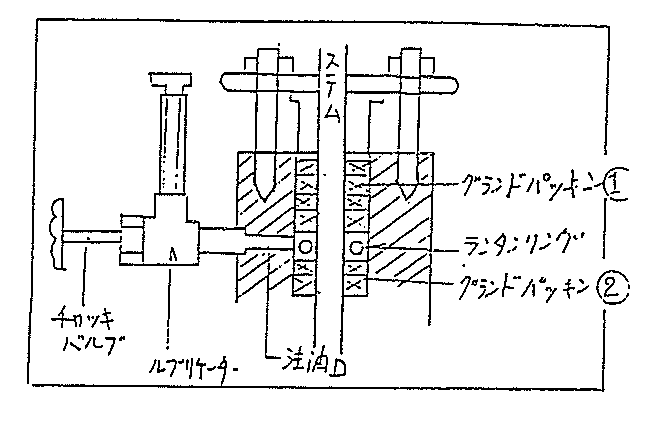 ステム
グランドパッキン①
ランタンリング
グランドパッキン②
チャッキ
バルブ
ルブリケーター
注油口